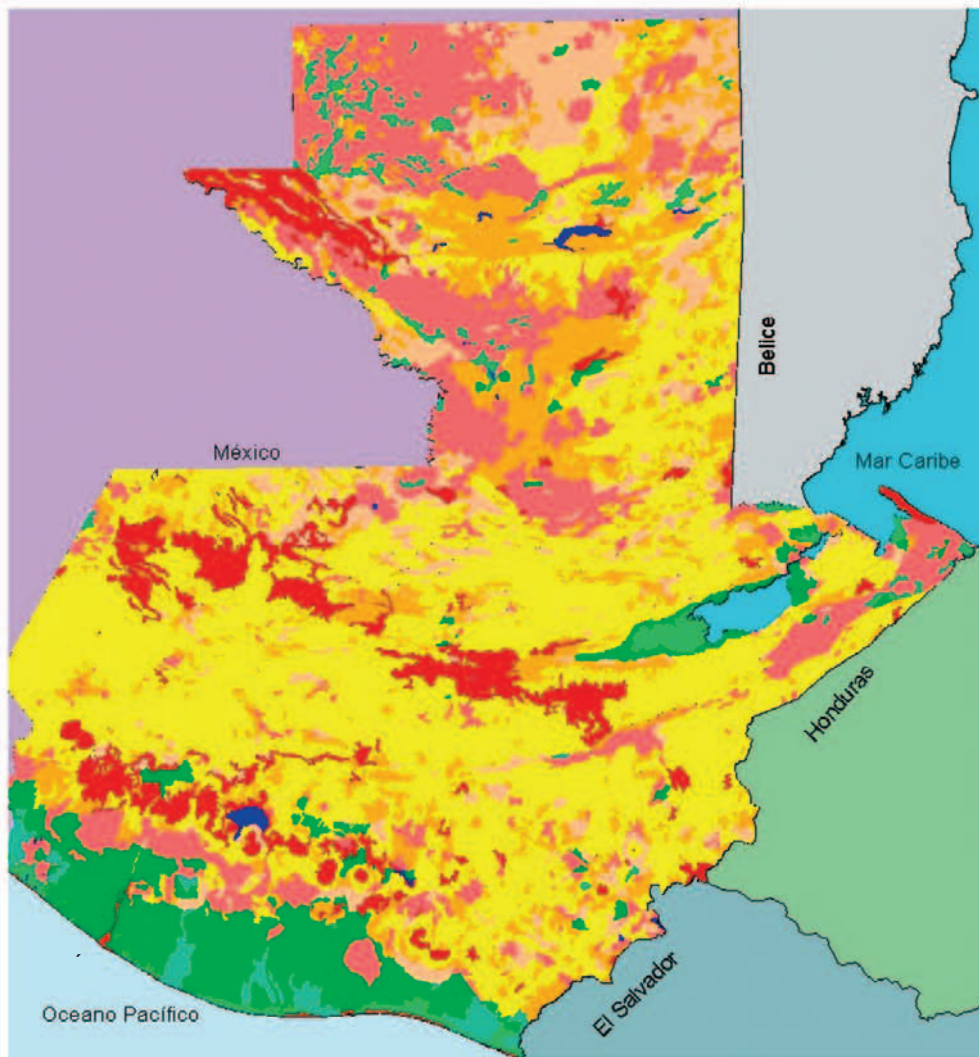 Belice
México
Mar Caribe
Honduras
El Salvador
Oceano Pacífico